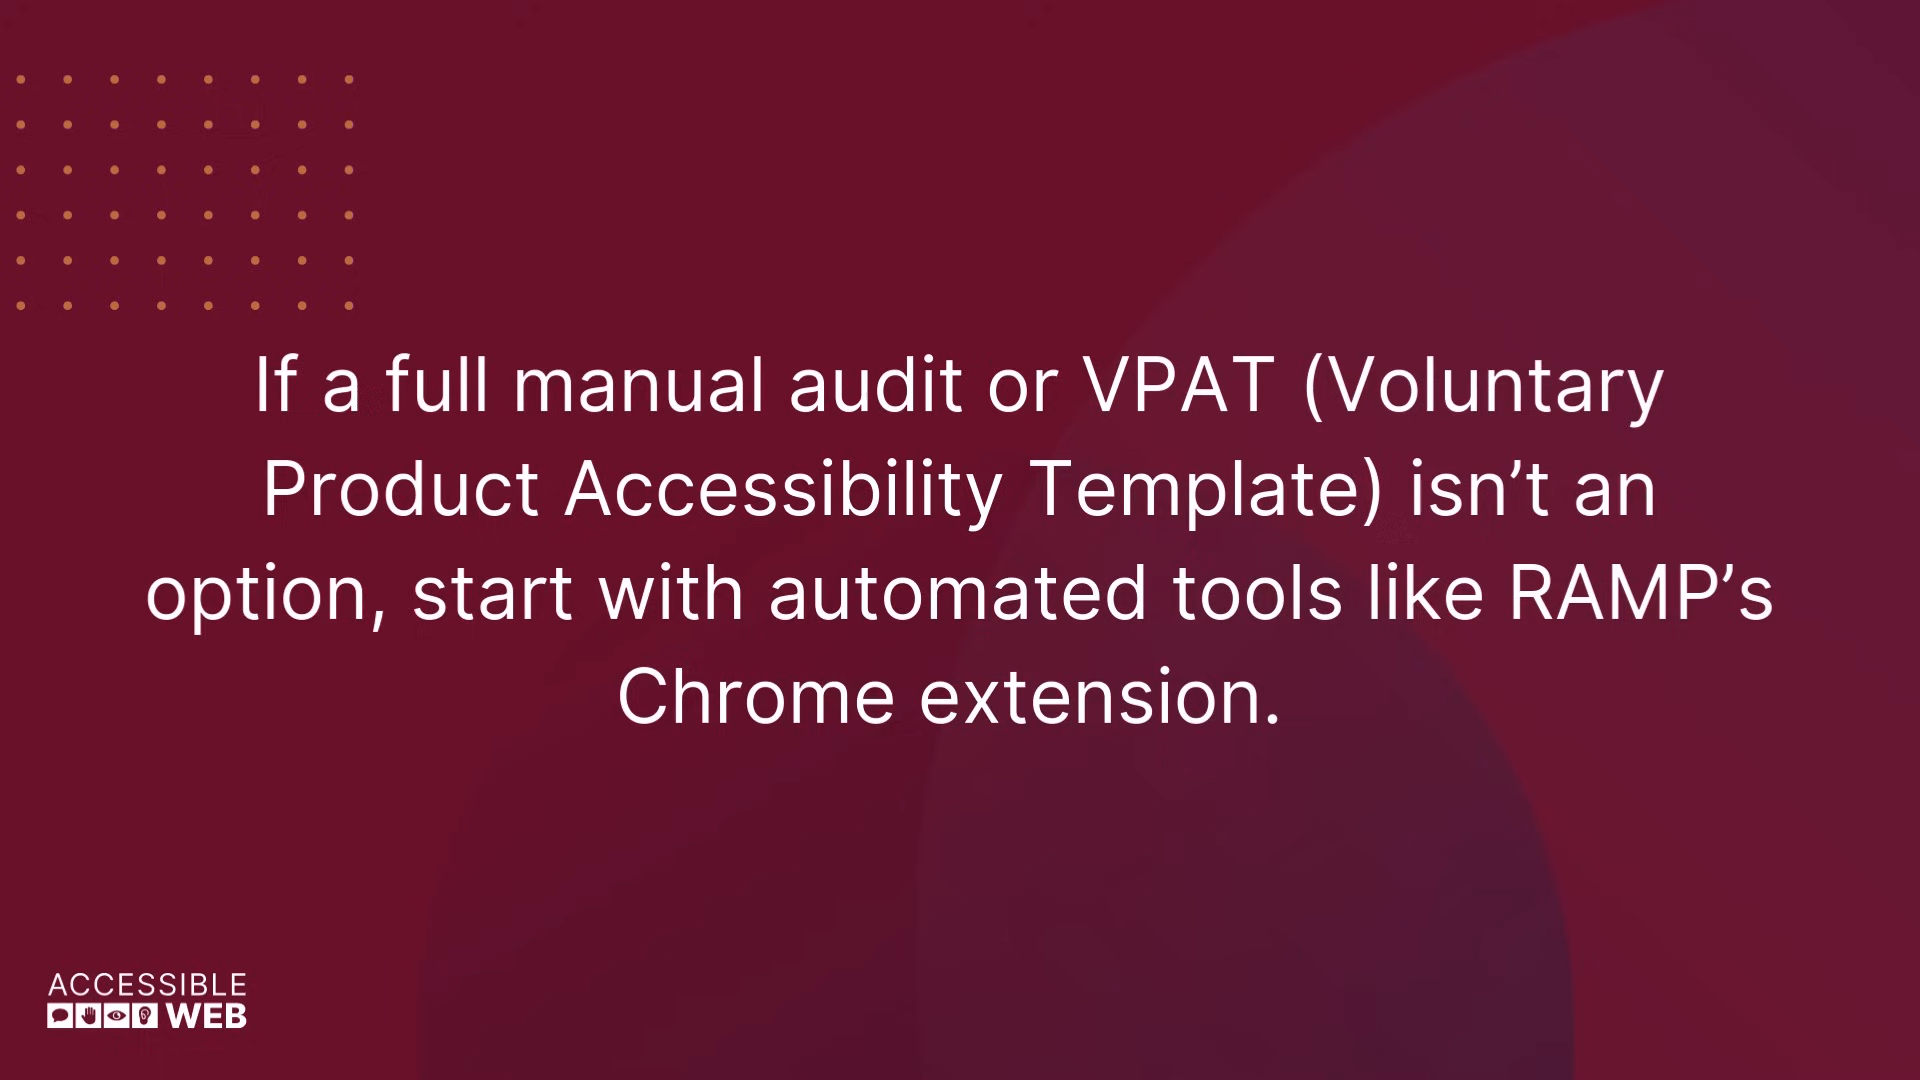 If a full manual audit or VPAT (Voluntary
Product Accessibility Template) isn’t an
option, start with automated tools like RAMP’s
Chrome extension.
ACCESSIBLE
WEB